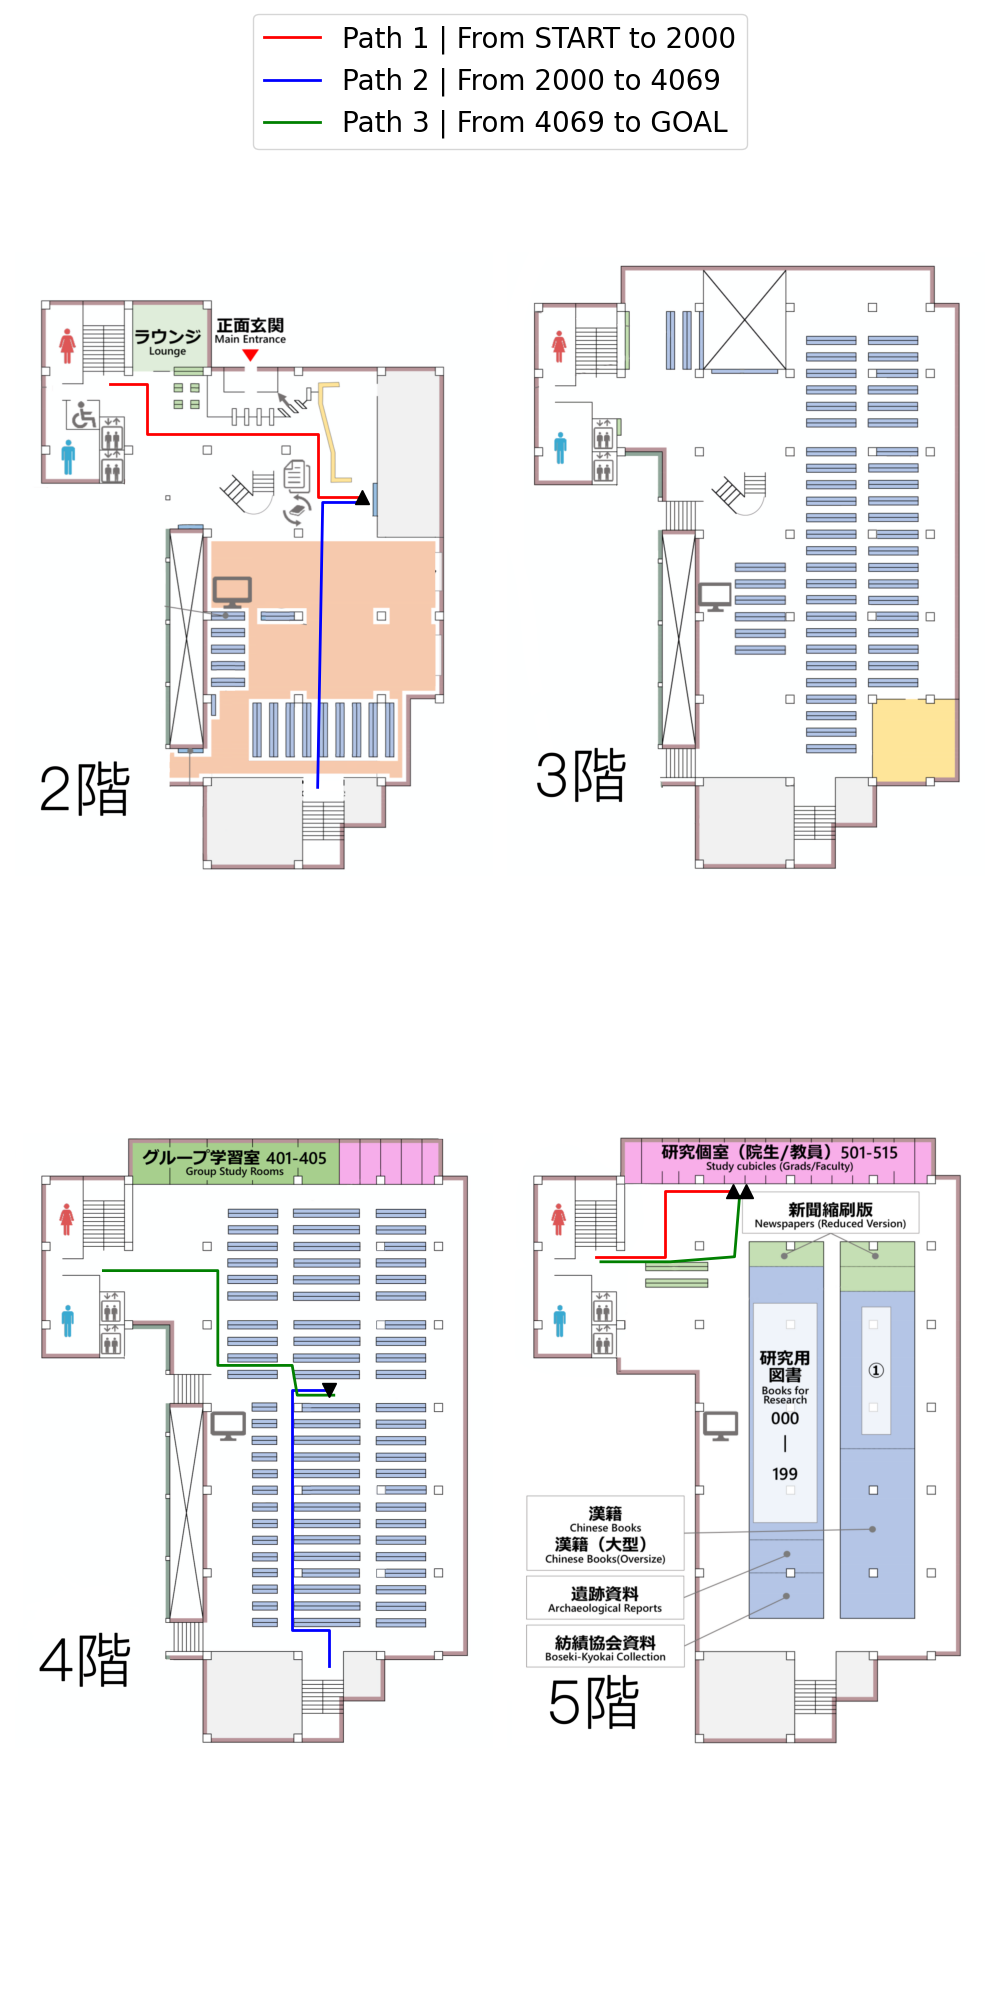 Path 1 | From START to 2000
Path 2 | From 2000 to 4069
Path 3 | From 4069 to GOAL
ラウンジ
Lounge
正面玄関
Main Entrance
2階
3階
グループ学習室 401-405
Group Study Rooms
4階
研究個室（院生/教員）501-515
Study cubicles (Grads/Faculty)
新聞縮刷版
Newspapers (Reduced Version)
研究用
図書
Books for
Research
000
|
199
①
漢籍
Chinese Books
漢籍（大型）
Chinese Books(Oversize)
遺跡資料
Archaeological Reports
紡績協会資料
Boseki-Kyokai Collection
5階